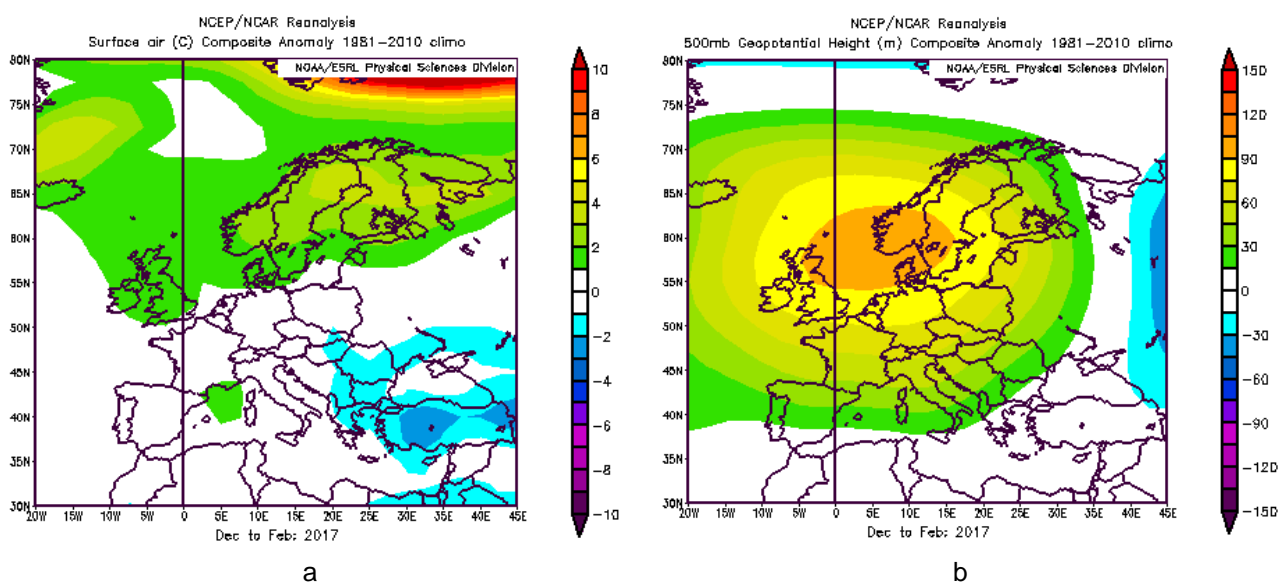 NCEP/NCAR Reanalysis
Surface air (C) Composite Anomaly 1981-2010 climo
NOAA/ESRL Physical Sciences Division
80N
75N
70N
65N
60N
55N
50N
45N
40N
35N
30N
20W 15W 10W 5W 0 5E 10E 15E 20E 25E 30E 35E 40E 45E
Dec to Feb: 2017
10
8
6
4
2
0
-2
-4
-6
-8
-10
a
NCEP/NCAR Reanalysis
500mb Geopotential Height (m) Composite Anomaly 1981-2010 climo
NOAA/ESRL Physical Sciences Division
80N
75N
70N
65N
60N
55N
50N
45N
40N
35N
30N
20W 15W 10W 5W 0 5E 10E 15E 20E 25E 30E 35E 40E 45E
Dec to Feb: 2017
150
120
90
60
30
0
-30
-60
-90
-120
-150
b